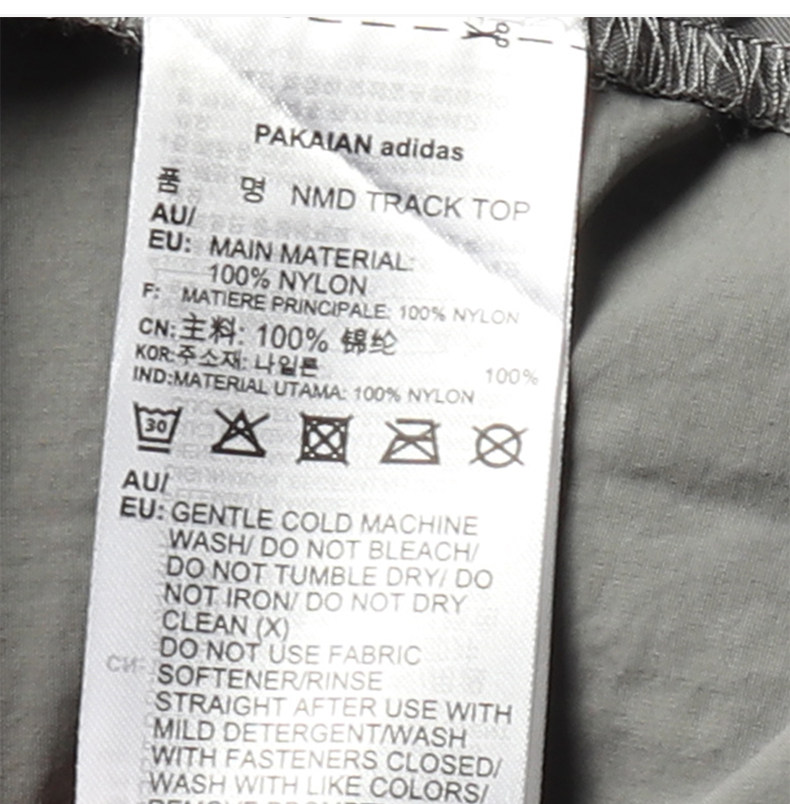 PAKAIAN adidas
품 명 NMD TRACK TOP
AU/
EU: MAIN MATERIAL:
100% NYLON
F: MATIERE PRINCIPALE: 100% NYLON
CN:主料: 100% 锦纶
KOR:주소재: 나일론 100%
IND:MATERIAL UTAMA: 100% NYLON
30
AU/
EU: GENTLE COLD MACHINE
WASH/ DO NOT BLEACH/
DO NOT TUMBLE DRY/ DO
NOT IRON/ DO NOT DRY
CLEAN (X)
DO NOT USE FABRIC
SOFTENER/RINSE
STRAIGHT AFTER USE WITH
MILD DETERGENT/WASH
WITH FASTENERS CLOSED/
WASH WITH LIKE COLORS/